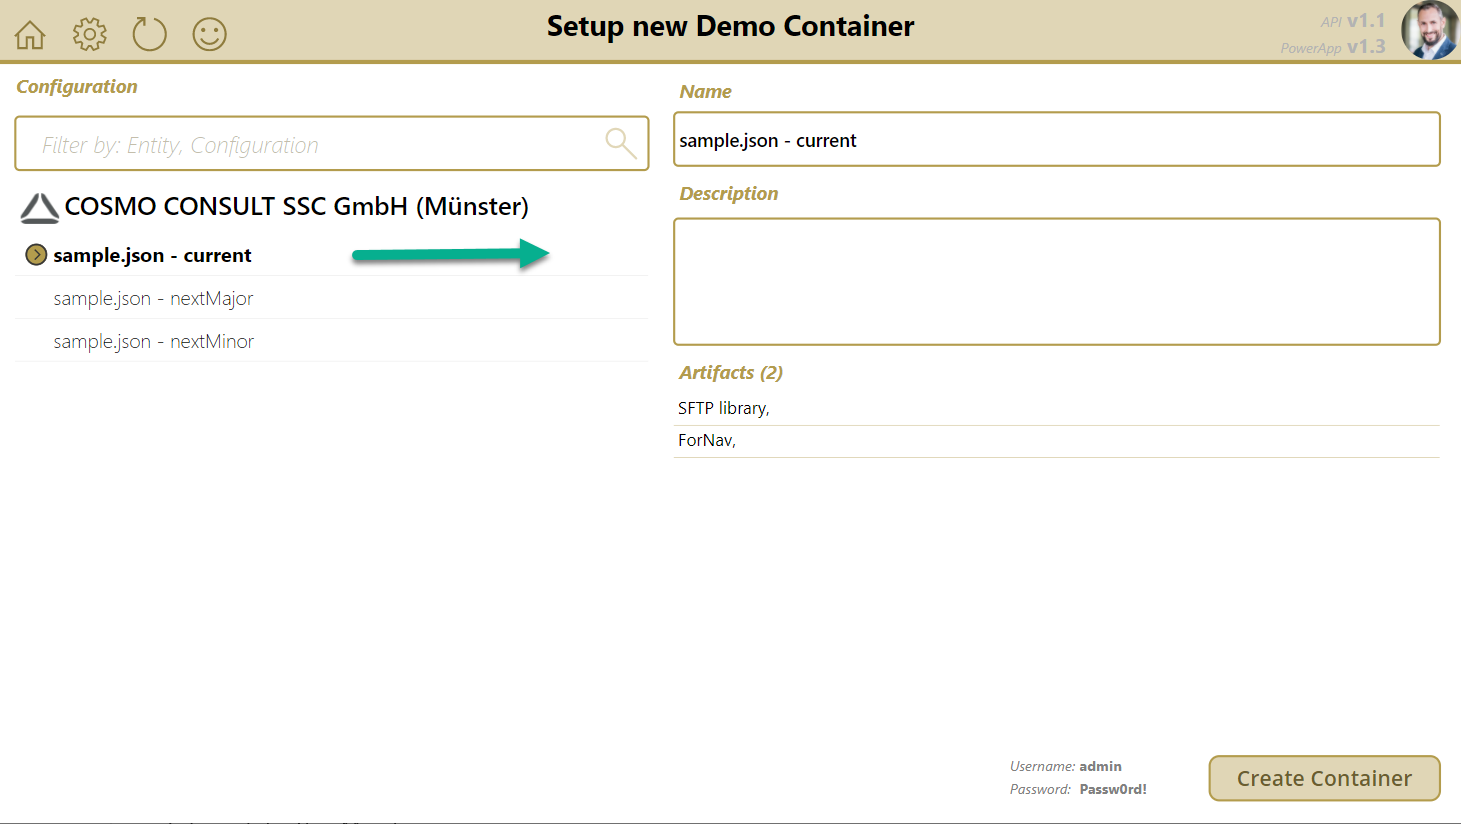 Setup new Demo Container
API v1.1
PowerApp v1.3
Configuration
Filter by: Entity, Configuration
COSMO CONSULT SSC GmbH (Münster)
sample.json - current
sample.json - nextMajor
sample.json - nextMinor
Name
sample.json - current
Description
Artifacts (2)
SFTP library,
ForNav,
Username: admin
Password: Passw0rd!
Create Container